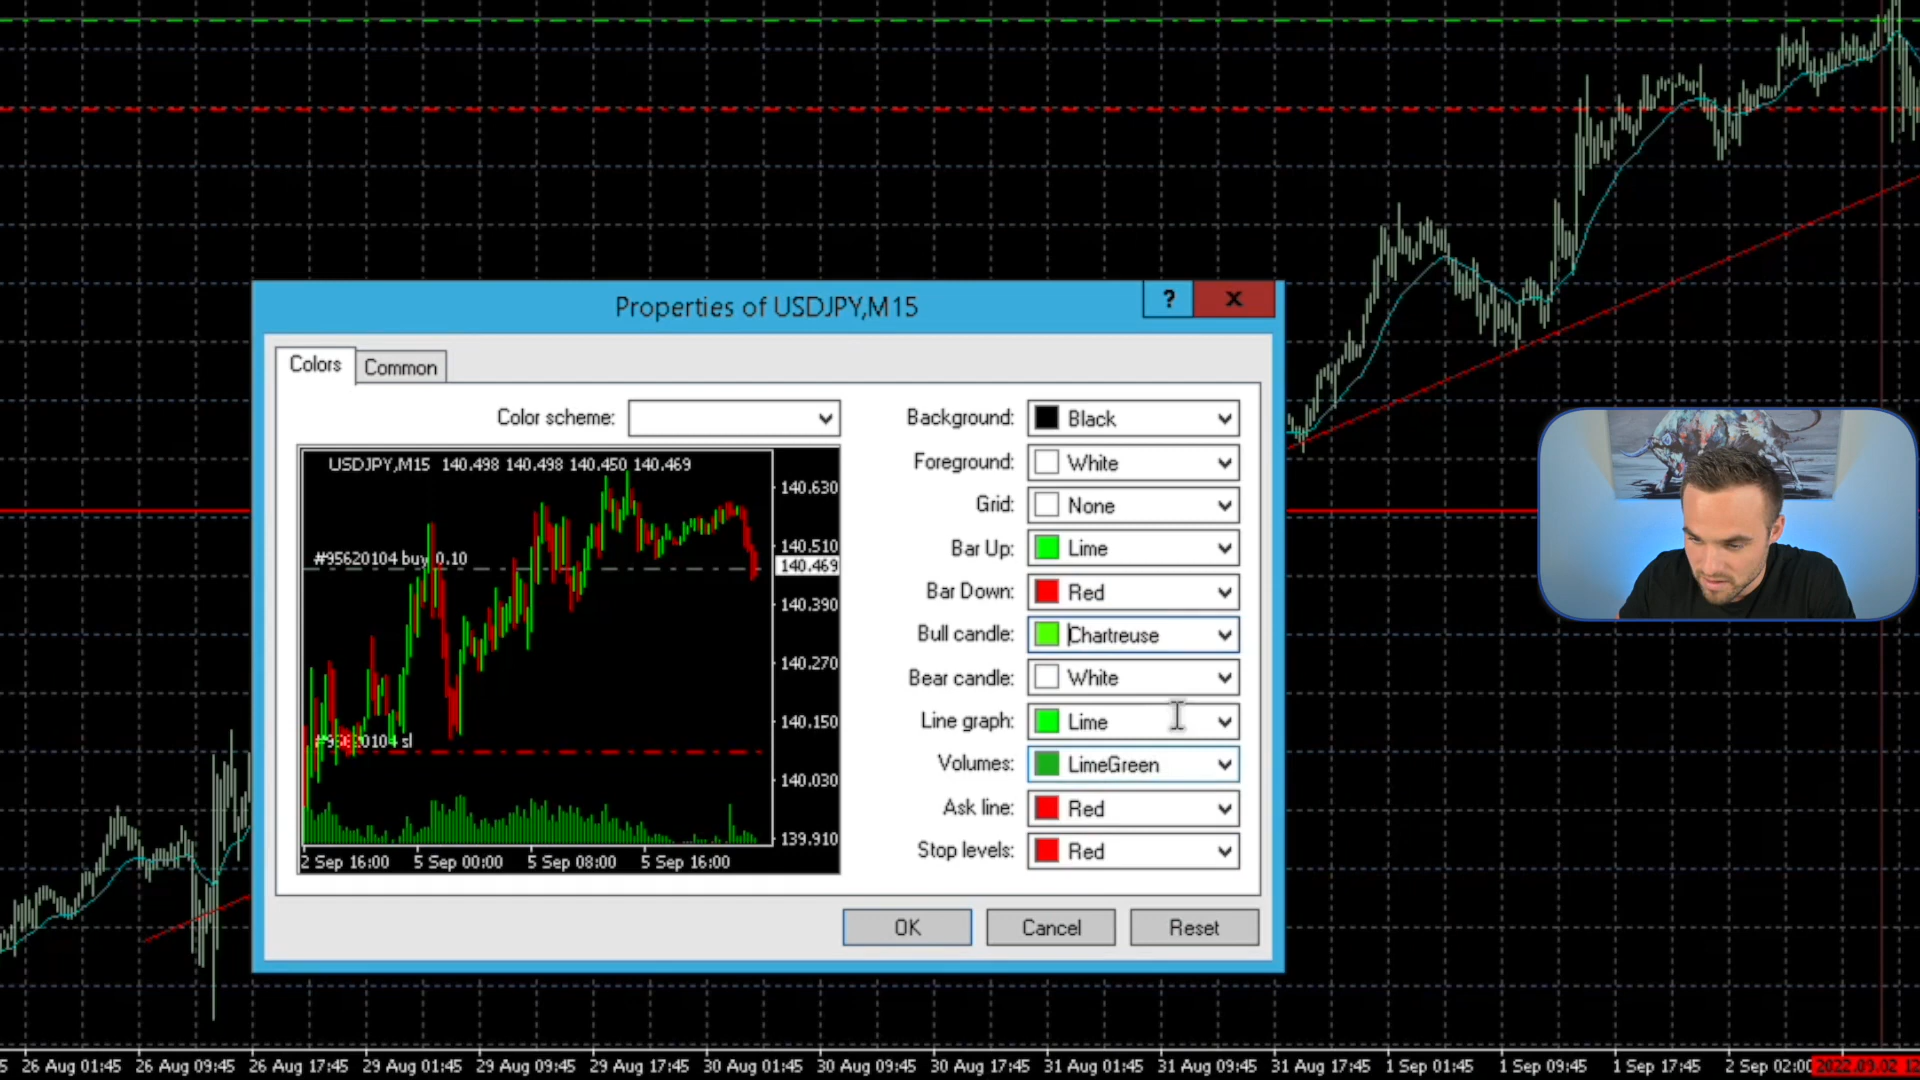 Properties of USDJPY,M15
?
X
Colors
Common
Color scheme:
USDJPY,M15 140.498 140.498 140.450 140.469
140.630
140.510
140.469
140.390
140.270
140.150
140.030
139.910
#95620104 buy 0.10
#95620104 sl
2 Sep 16:00 5 Sep 00:00 5 Sep 08:00 5 Sep 16:00
Background: Black
Foreground: White
Grid: None
Bar Up: Lime
Bar Down: Red
Bull candle: Chartreuse
Bear candle: White
Line graph: Lime
Volumes: LimeGreen
Ask line: Red
Stop levels: Red
OK Cancel Reset
5 26 Aug 01:45 26 Aug 09:45 26 Aug 17:45 29 Aug 01:45 29 Aug 09:45 29 Aug 17:45 30 Aug 01:45 30 Aug 09:45 30 Aug 17:45 31 Aug 01:45 31 Aug 09:45 31 Aug 17:45 1 Sep 01:45 1 Sep 09:45 1 Sep 17:45 2 Sep 02:00 2022.09.02 12